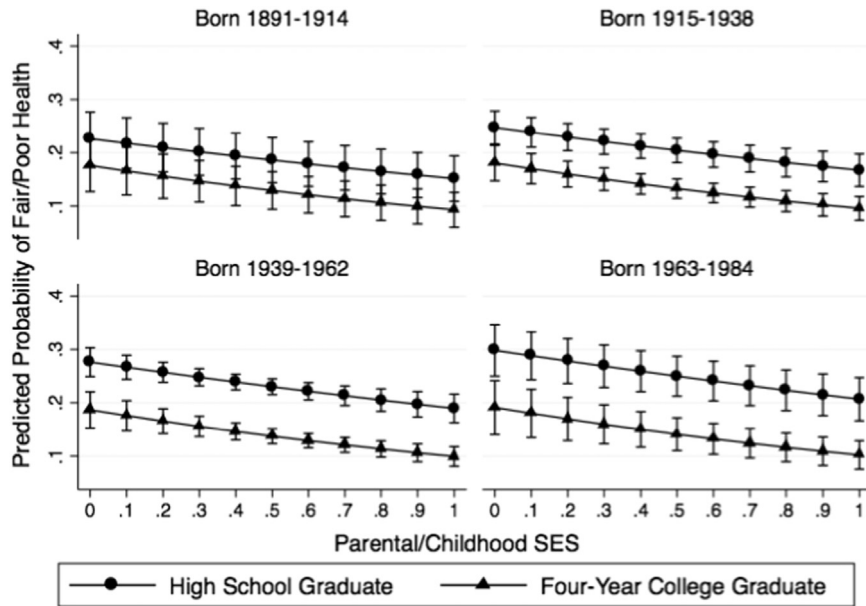 Born 1891-1914
Born 1915-1938
.4
.3
.2
.1
Born 1939-1962
Born 1963-1984
.4
.3
.2
.1
Predicted Probability of Fair/Poor Health
0 .1 .2 .3 .4 .5 .6 .7 .8 .9 1
0 .1 .2 .3 .4 .5 .6 .7 .8 .9 1
Parental/Childhood SES
High School Graduate
Four-Year College Graduate